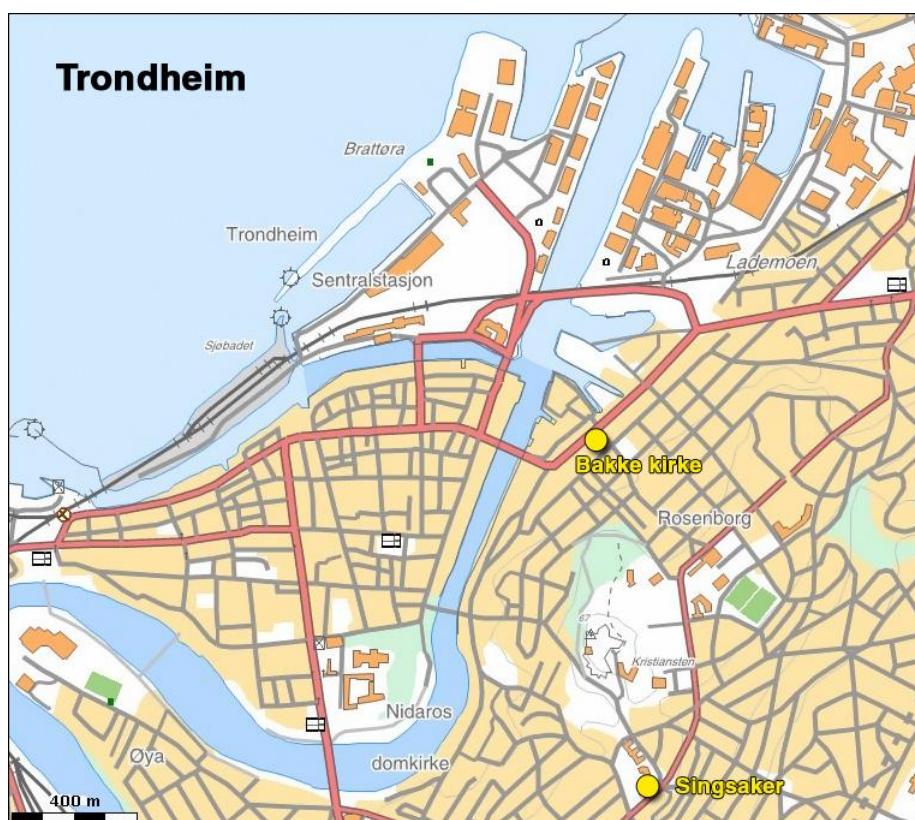 Trondheim
Brattøra
Trondheim
Sentralstasjon
Lademoen
Sjøbadet
Bakke kirke
Rosenborg
67
Kristiansten
Nidaros
domkirke
Øya
Singsaker
400 m